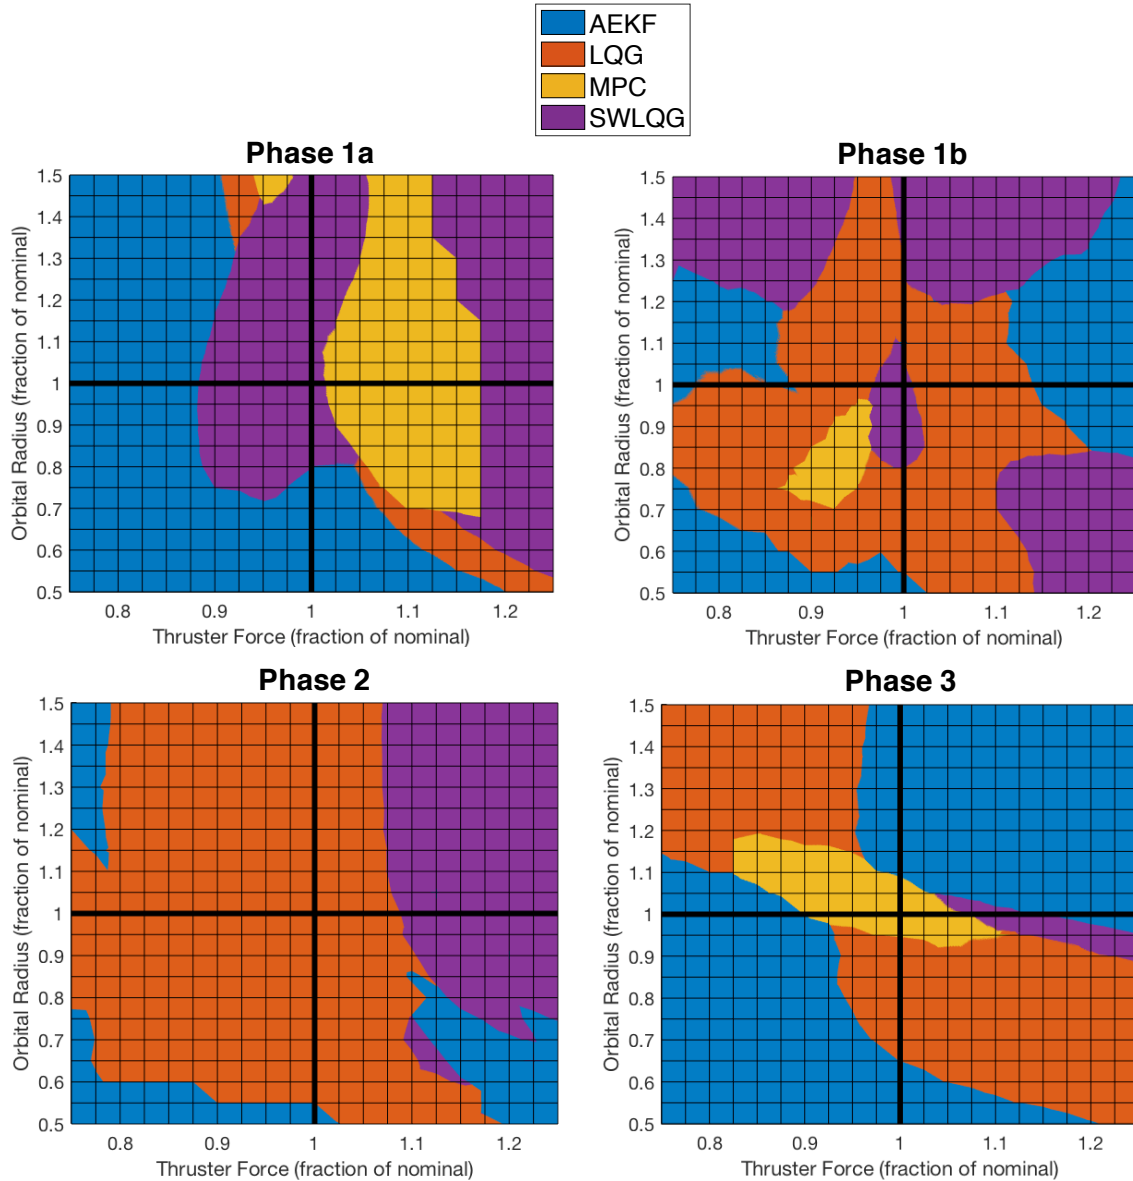 AEKF
LQG
MPC
SWLQG
Phase 1a
1.5
1.4
1.3
1.2
1.1
1
0.9
0.8
0.7
0.6
0.5
Orbital Radius (fraction of nominal)
0.8 0.9 1 1.1 1.2
Thruster Force (fraction of nominal)
Phase 1b
1.5
1.4
1.3
1.2
1.1
1
0.9
0.8
0.7
0.6
0.5
Orbital Radius (fraction of nominal)
0.8 0.9 1 1.1 1.2
Thruster Force (fraction of nominal)
Phase 2
1.5
1.4
1.3
1.2
1.1
1
0.9
0.8
0.7
0.6
0.5
Orbital Radius (fraction of nominal)
0.8 0.9 1 1.1 1.2
Thruster Force (fraction of nominal)
Phase 3
1.5
1.4
1.3
1.2
1.1
1
0.9
0.8
0.7
0.6
0.5
Orbital Radius (fraction of nominal)
0.8 0.9 1 1.1 1.2
Thruster Force (fraction of nominal)